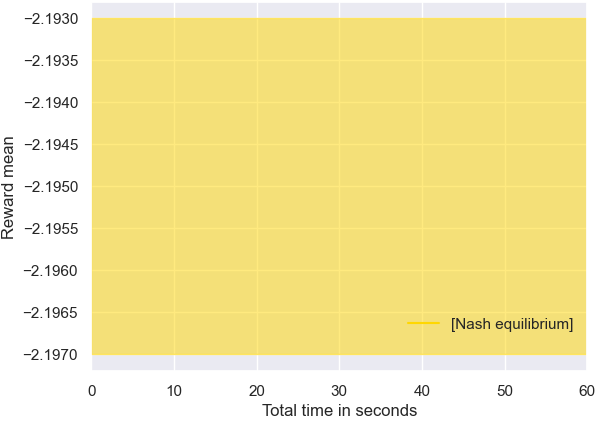 −2.1930
−2.1935
−2.1940
−2.1945
−2.1950
−2.1955
−2.1960
−2.1965
−2.1970
Reward mean
[Nash equilibrium]
0 10 20 30 40 50 60
Total time in seconds